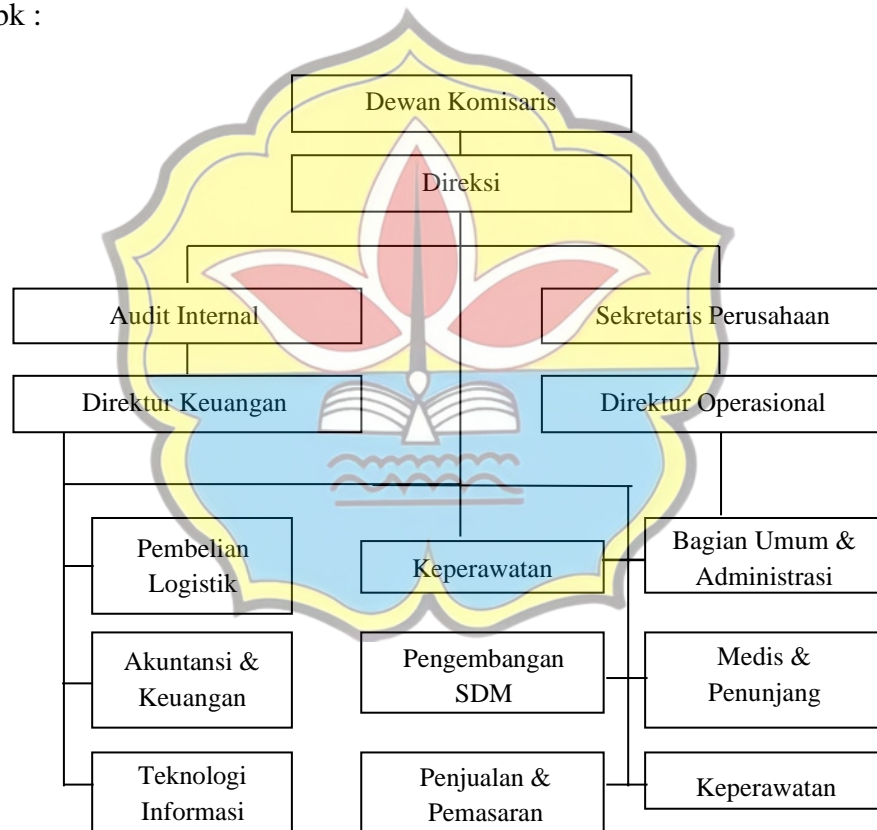 Dewan Komisaris
Direksi
Audit Internal
Sekretaris Perusahaan
Direktur Keuangan
Direktur Operasional
Pembelian
Logistik
Keperawatan
Bagian Umum &
Administrasi
Akuntansi &
Keuangan
Pengembangan
SDM
Medis &
Penunjang
Teknologi
Informasi
Penjualan &
Pemasaran
Keperawatan